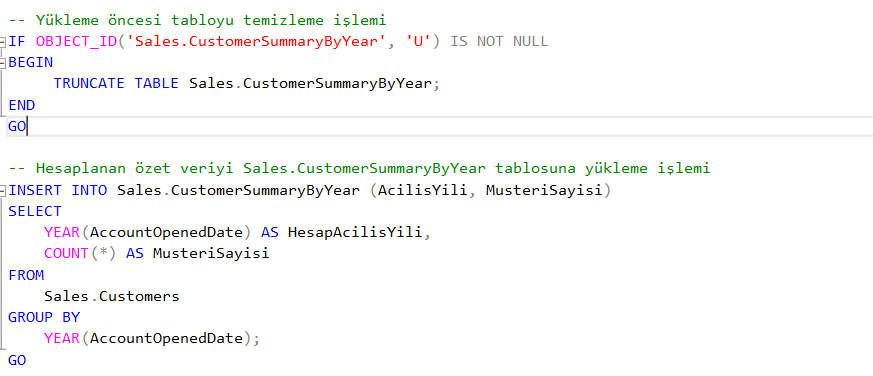 -- Yükleme öncesi tabloyu temizleme işlemi
IF OBJECT_ID('Sales.CustomerSummaryByYear', 'U') IS NOT NULL
BEGIN
TRUNCATE TABLE Sales.CustomerSummaryByYear;
END
GO
-- Hesaplanan özet veriyi Sales.CustomerSummaryByYear tablosuna yükleme işlemi
INSERT INTO Sales.CustomerSummaryByYear (AcilisYili, MusteriSayisi)
SELECT
YEAR(AccountOpenedDate) AS HesapAcilisYili,
COUNT(*) AS MusteriSayisi
FROM
Sales.Customers
GROUP BY
YEAR(AccountOpenedDate);
GO